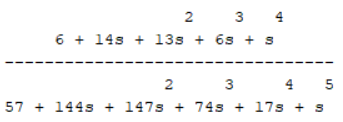 2 3 4
6 + 14s + 13s + 6s + s
---------------------------------
2 3 4 5
57 + 144s + 147s + 74s + 17s + s